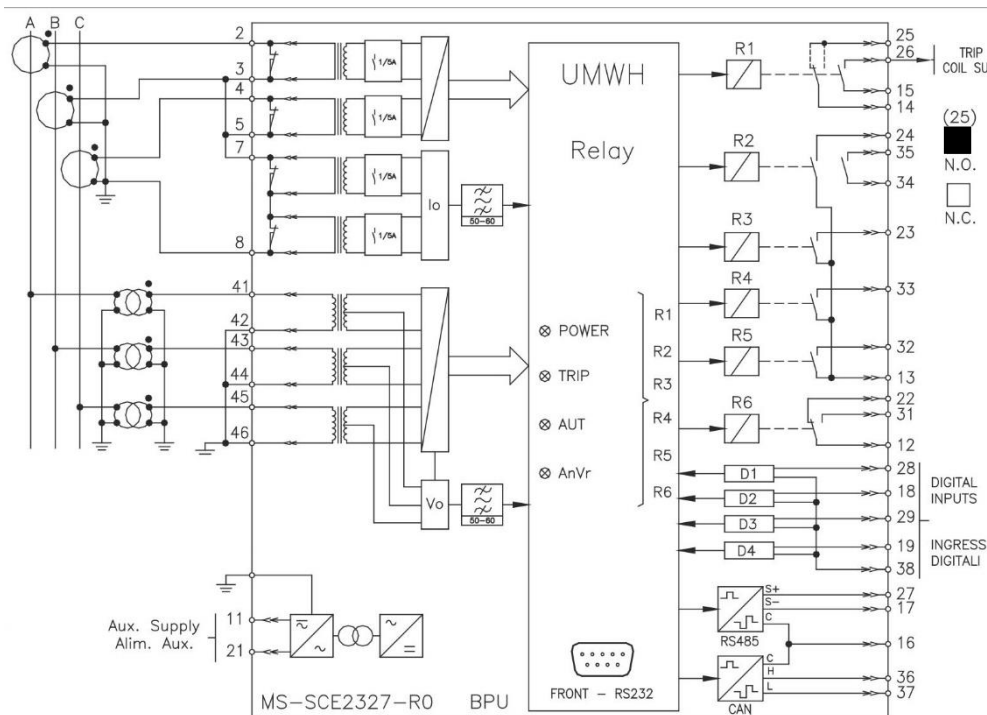 A B C
2
3
4
5
7
8
41
42
43
44
45
46
11
21
Aux. Supply
Alim. Aux.
1/5A
1/5A
1/5A
1/5A
Io
50-60
Vo
50-60
MS-SCE2327-R0 BPU
UMWH
Relay
POWER
TRIP
AUT
AnVr
R1
R2
R3
R4
R5
R6
FRONT - RS232
R1
R2
R3
R4
R5
R6
D1
D2
D3
D4
S+
S-
C
RS485
C
H
L
CAN
25
26
15
14
24
35
34
23
33
32
13
22
31
12
28
18
29
19
38
27
17
16
36
37
TRIP
COIL SU
(25)
N.O.
N.C.
DIGITAL
INPUTS
INGRESS
DIGITALI